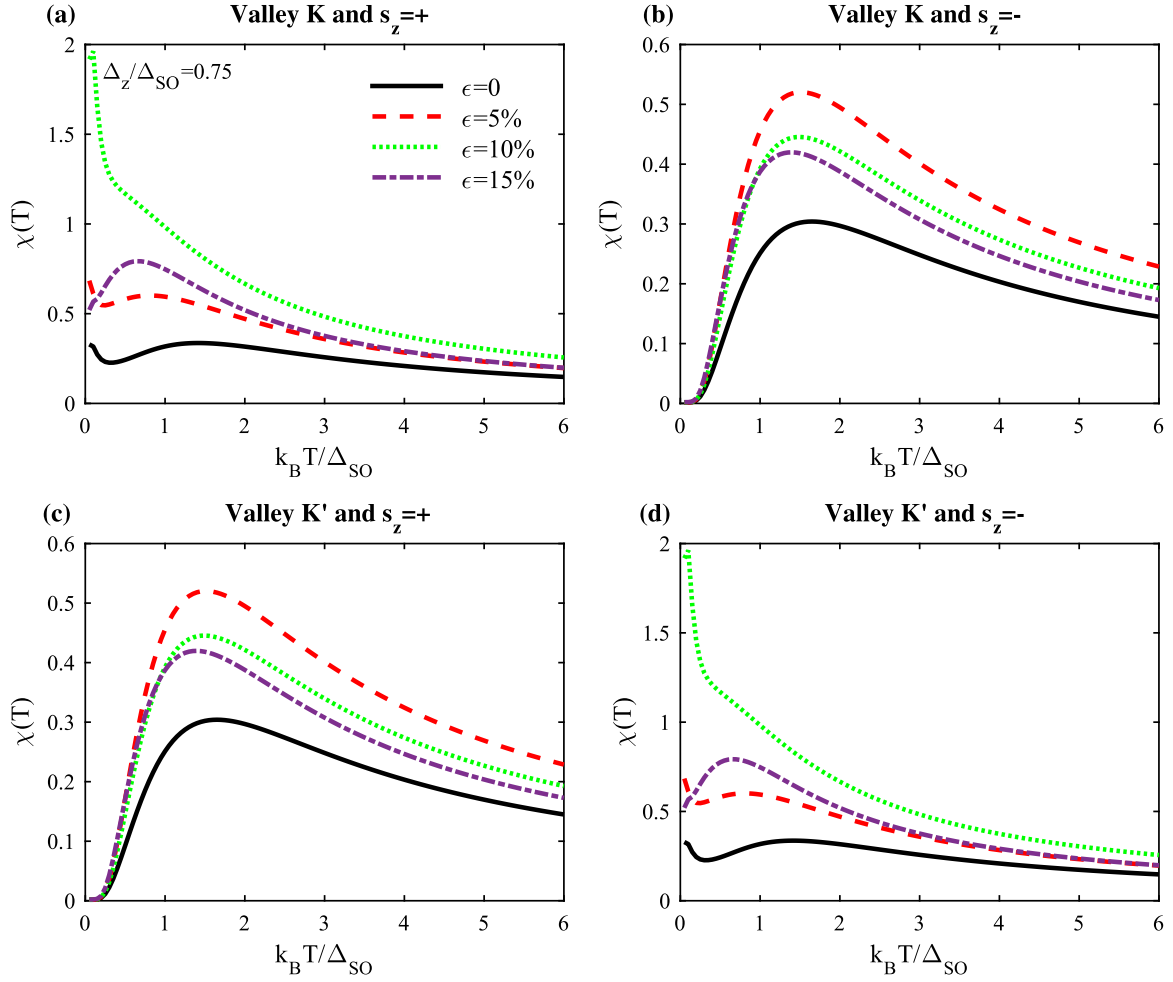 (a) Valley K and s_z=+
2
1.5
1
0.5
0
χ(T)
Δ_z/Δ_SO=0.75
ϵ=0
ϵ=5%
ϵ=10%
ϵ=15%
0 1 2 3 4 5 6
k_B T/Δ_SO
(b) Valley K and s_z=-
0.6
0.5
0.4
0.3
0.2
0.1
0
χ(T)
0 1 2 3 4 5 6
k_B T/Δ_SO
(c) Valley K' and s_z=+
0.6
0.5
0.4
0.3
0.2
0.1
0
χ(T)
0 1 2 3 4 5 6
k_B T/Δ_SO
(d) Valley K' and s_z=-
2
1.5
1
0.5
0
χ(T)
0 1 2 3 4 5 6
k_B T/Δ_SO